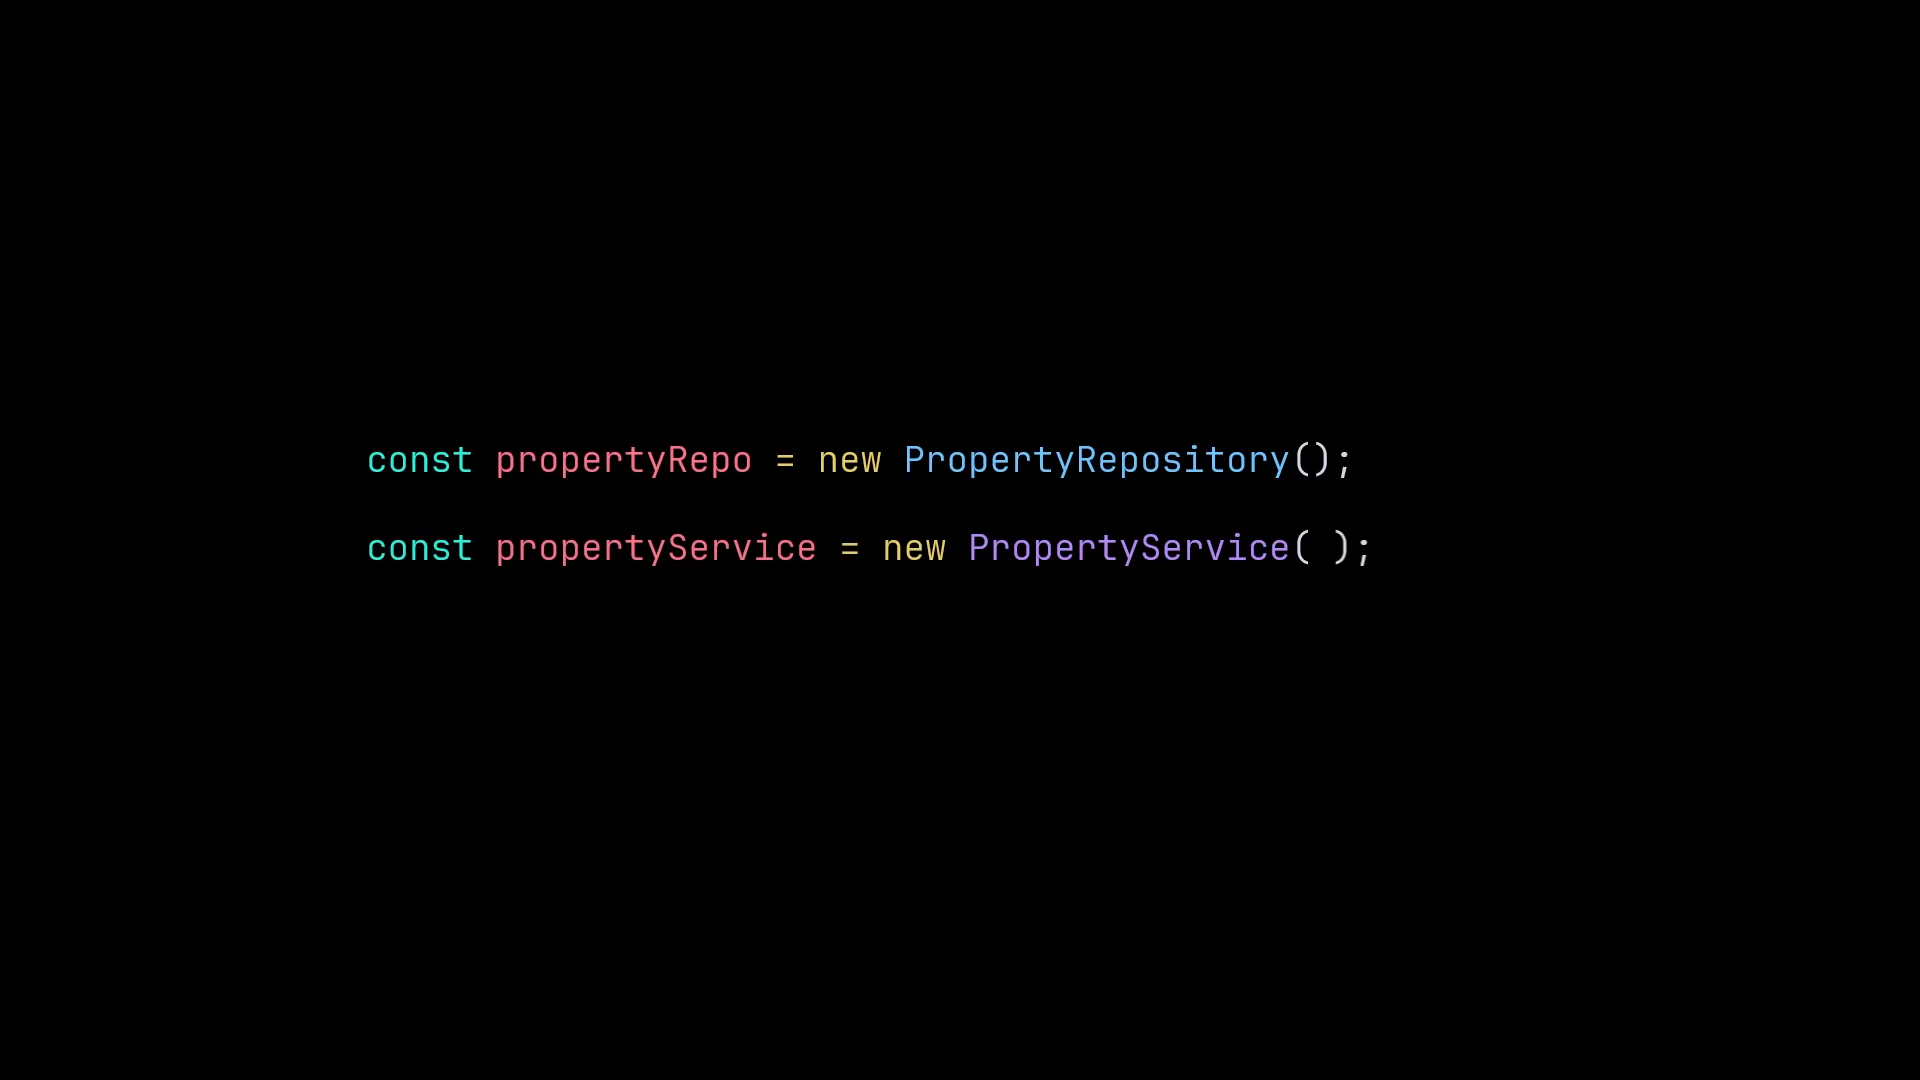 const propertyRepo = new PropertyRepository();
const propertyService = new PropertyService( );